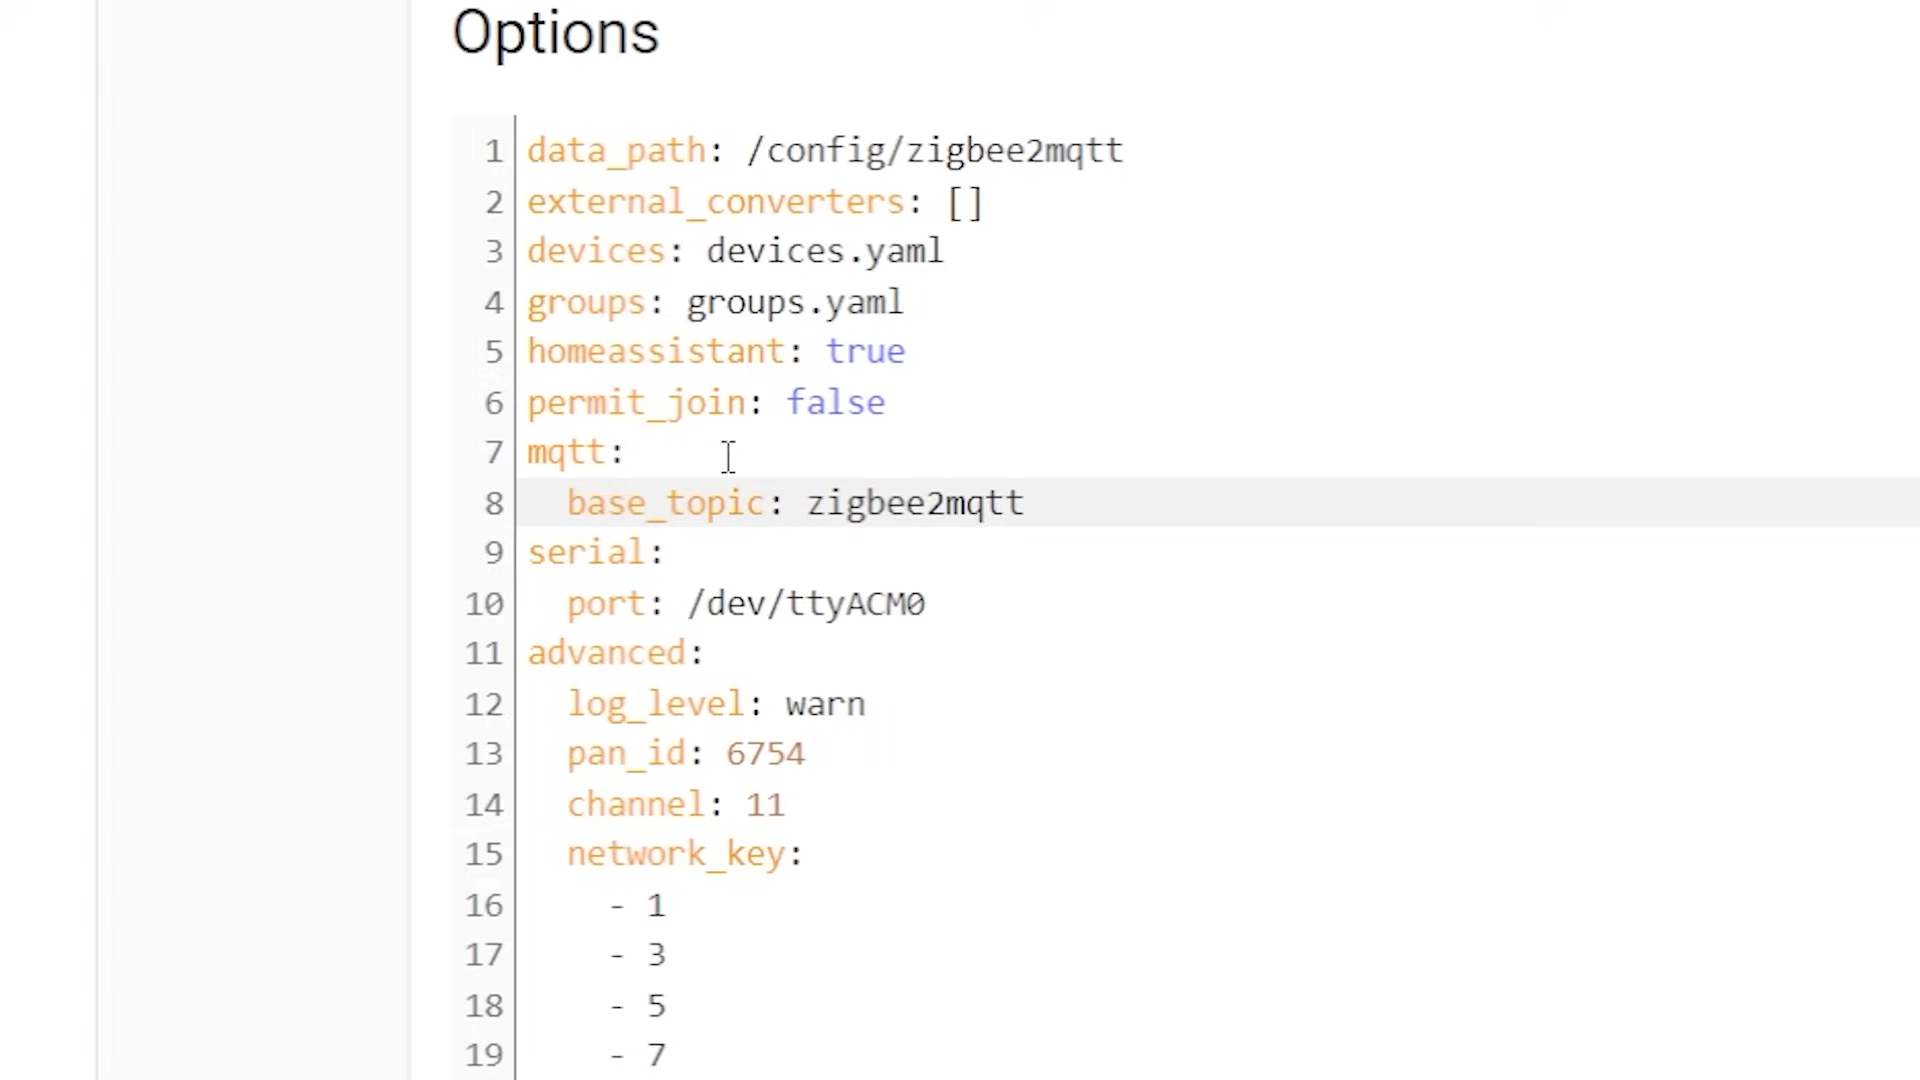 Options
1 data_path: /config/zigbee2mqtt
2 external_converters: []
3 devices: devices.yaml
4 groups: groups.yaml
5 homeassistant: true
6 permit_join: false
7 mqtt:
8   base_topic: zigbee2mqtt
9 serial:
10   port: /dev/ttyACM0
11 advanced:
12   log_level: warn
13   pan_id: 6754
14   channel: 11
15   network_key:
16     - 1
17     - 3
18     - 5
19     - 7